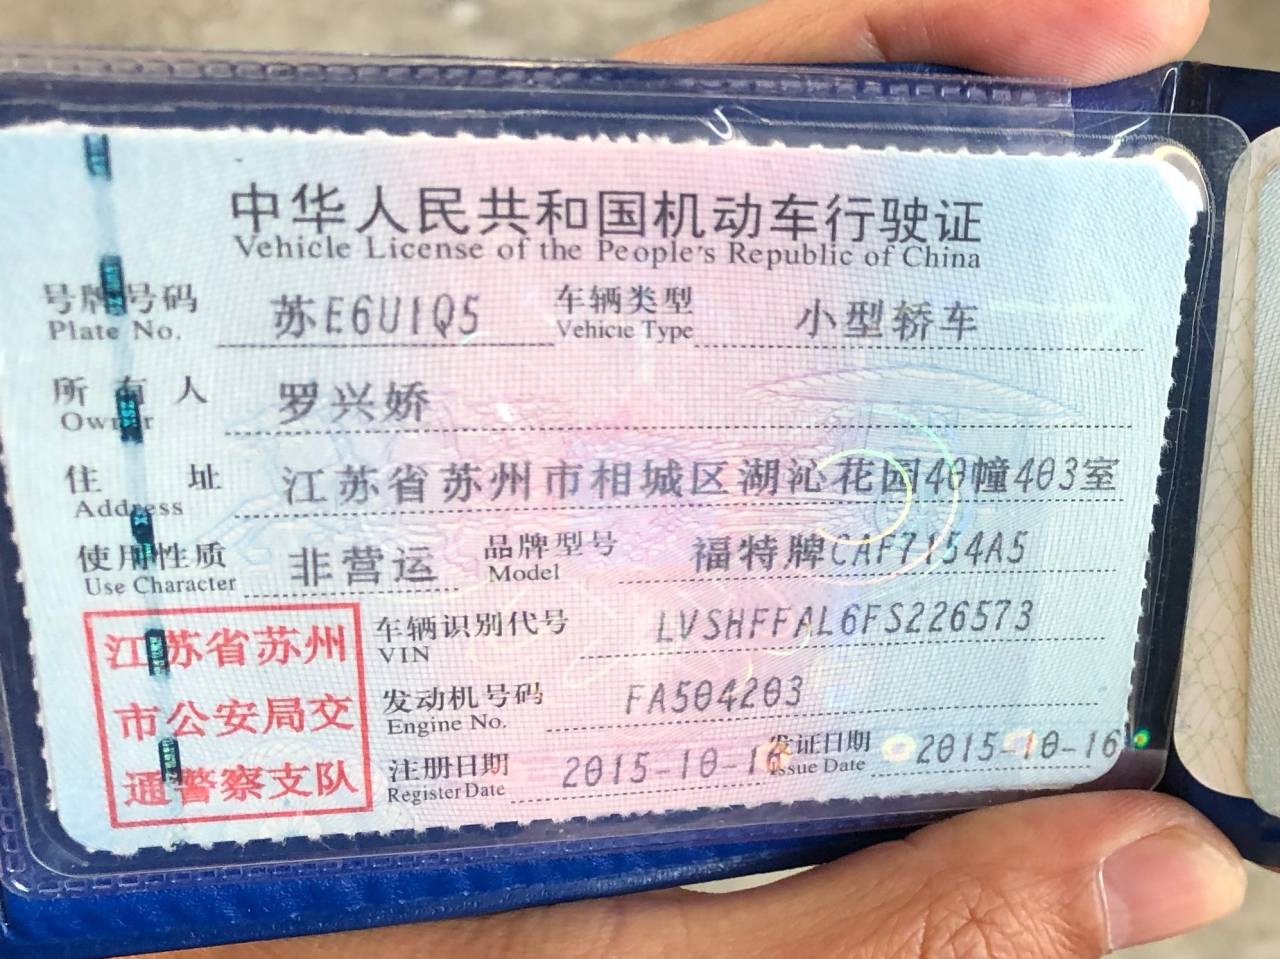 中华人民共和国机动车行驶证
Vehicle License of the People's Republic of China
号牌号码 苏E6U1Q5 车辆类型 小型轿车
Plate No. Vehicle Type
所有人 罗兴娇
Owner
住址 江苏省苏州市相城区湖沁花园40幢403室
Address
使用性质 非营运 品牌型号 福特牌CAF7154A5
Use Character Model
江苏省苏州
市公安局交
通警察支队
车辆识别代号 LVSHFFAL6FS226573
VIN
发动机号码 FA504203
Engine No.
注册日期 2015-10-16 发证日期 2015-10-16
Register Date Issue Date